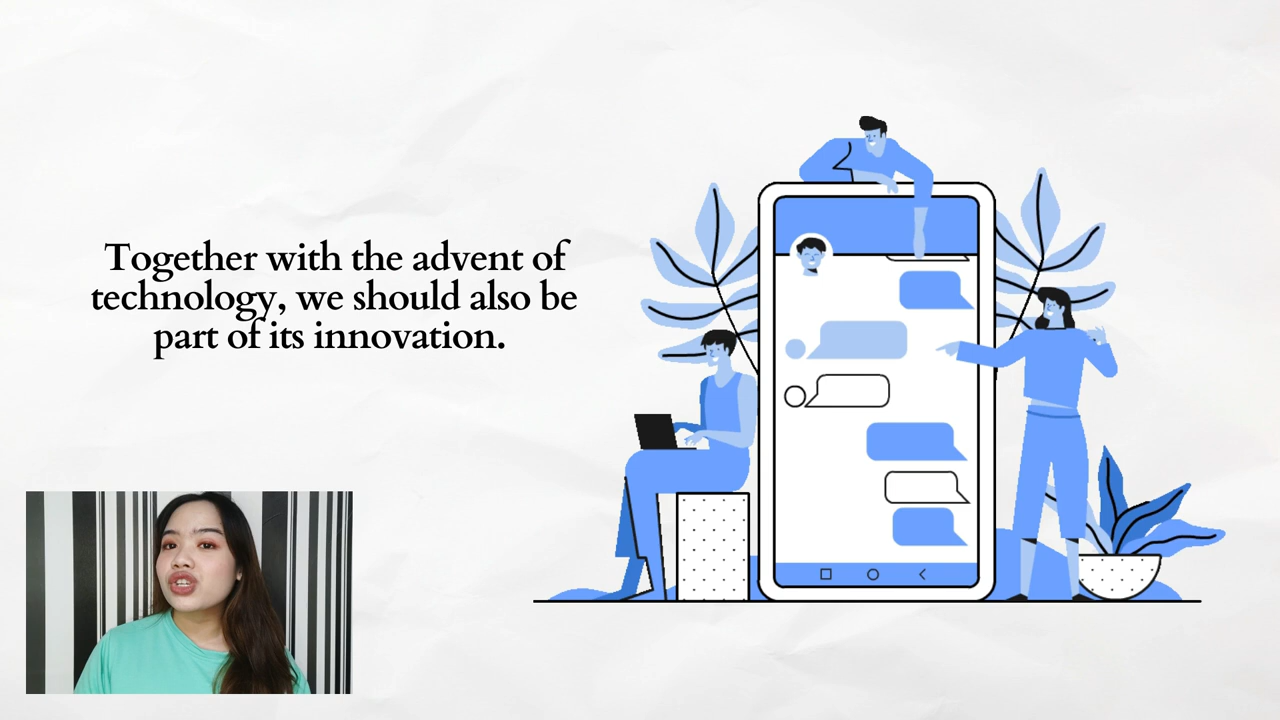 Together with the advent of
technology, we should also be
part of its innovation.